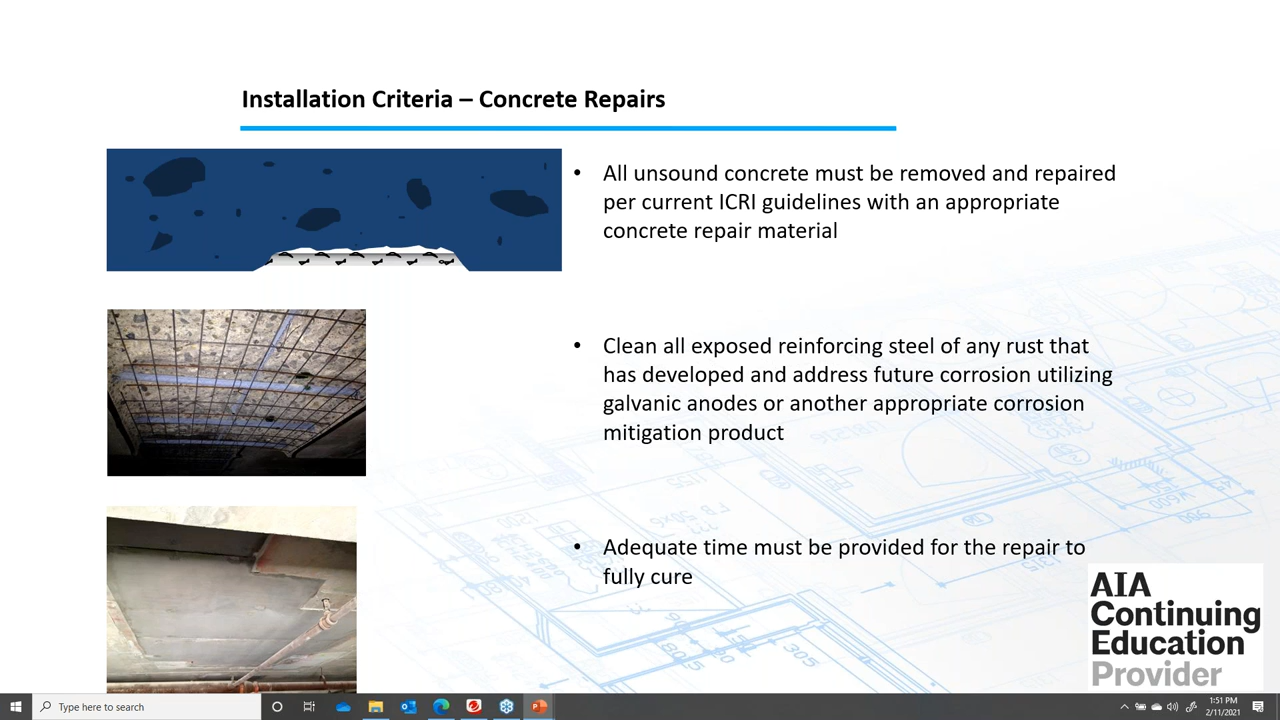 Installation Criteria – Concrete Repairs
• All unsound concrete must be removed and repaired
per current ICRI guidelines with an appropriate
concrete repair material
• Clean all exposed reinforcing steel of any rust that
has developed and address future corrosion utilizing
galvanic anodes or another appropriate corrosion
mitigation product
• Adequate time must be provided for the repair to
fully cure
AIA
Continuing
Education
Provider
Type here to search
1:51 PM
2/11/2021